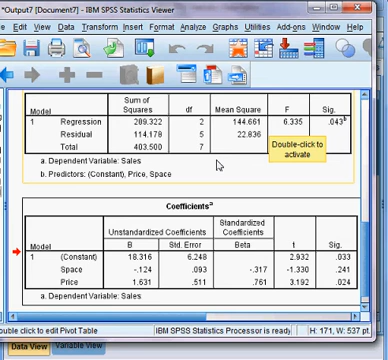 *Output7 [Document7] - IBM SPSS Statistics Viewer
Edit View Data Transform Insert Format Analyze Graphs Utilities Add-ons Window Help
Model Sum of Squares df Mean Square F Sig.
1 Regression 289.322 2 144.661 6.335 .043b
Residual 114.178 5 22.836
Total 403.500 7
Double-click to
activate
a. Dependent Variable: Sales
b. Predictors: (Constant), Price, Space
Coefficientsa
Model Unstandardized Coefficients Standardized Coefficients t Sig.
B Std. Error Beta
1 (Constant) 18.316 6.248 2.932 .033
Space -.124 .093 -.317 -1.330 .241
Price 1.631 .511 .761 3.192 .024
a. Dependent Variable: Sales
ouble click to edit Pivot Table IBM SPSS Statistics Processor is ready H: 171, W: 537 pt.
Data View Variable View